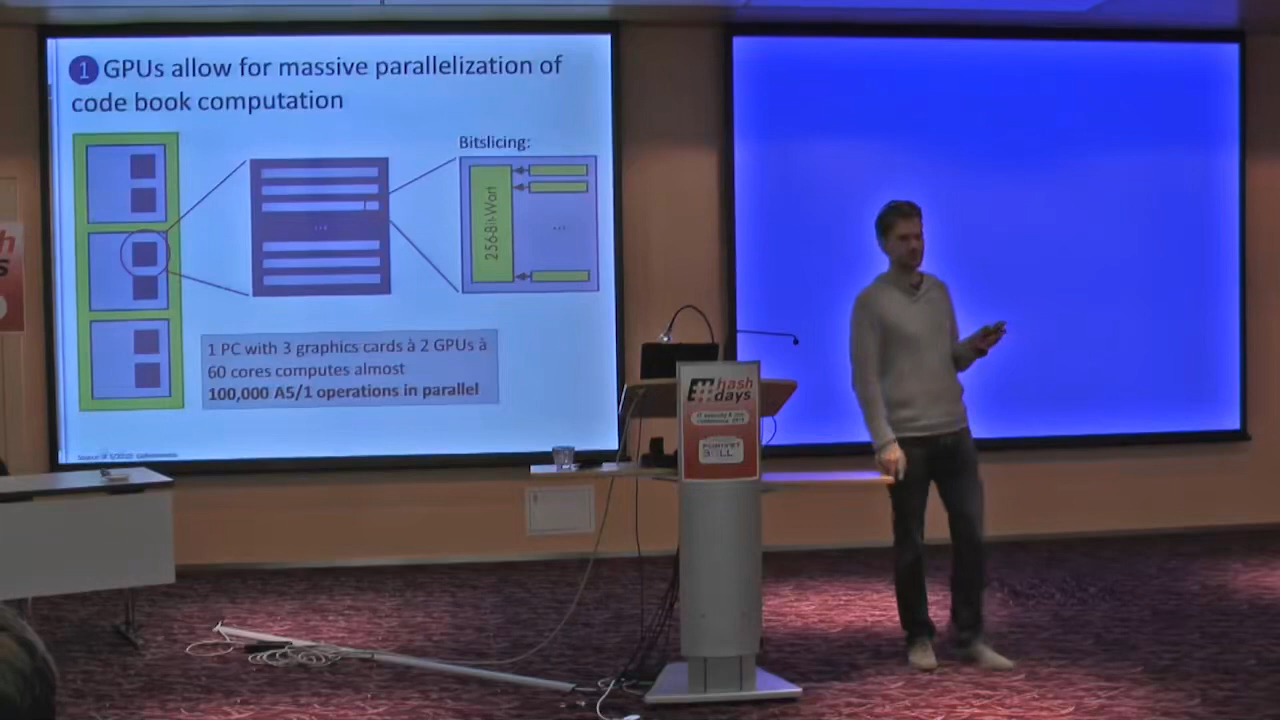 1 GPUs allow for massive parallelization of
code book computation
Bitslicing:
256-Bit-Wort
...
...
1 PC with 3 graphics cards à 2 GPUs à
60 cores computes almost
100,000 A5/1 operations in parallel
hash
days